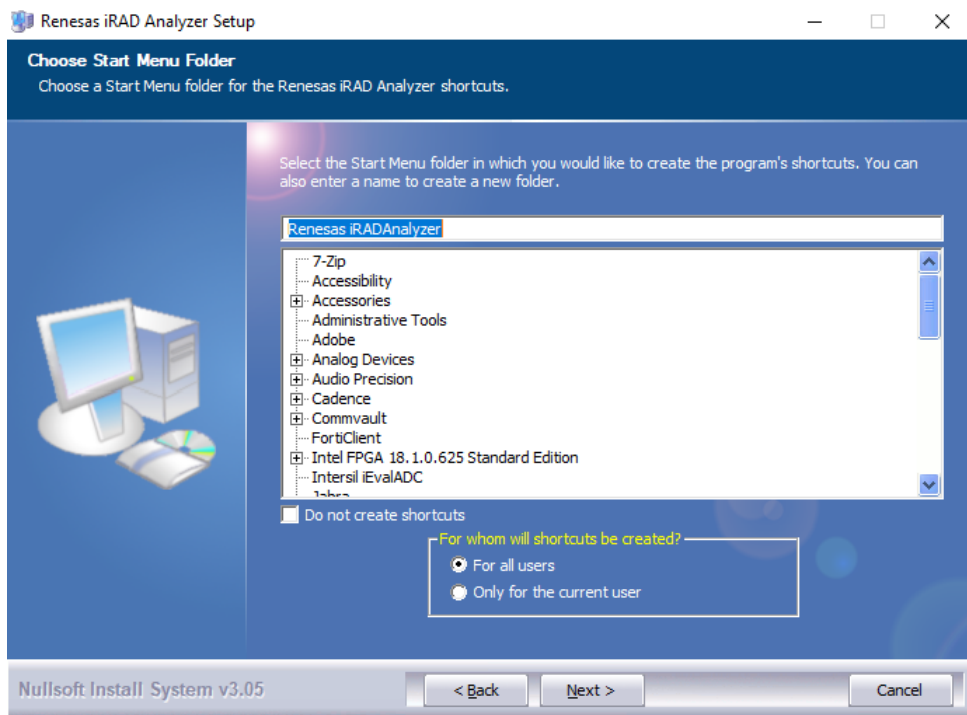 Renesas iRAD Analyzer Setup
Choose Start Menu Folder
Choose a Start Menu folder for the Renesas iRAD Analyzer shortcuts.
Select the Start Menu folder in which you would like to create the program's shortcuts. You can
also enter a name to create a new folder.
Renesas iRADAnalyzer
7-Zip
Accessibility
Accessories
Administrative Tools
Adobe
Analog Devices
Audio Precision
Cadence
Commvault
FortiClient
Intel FPGA 18.1.0.625 Standard Edition
Intersil iEvalADC
Jabra
Do not create shortcuts
For whom will shortcuts be created?
For all users
Only for the current user
Nullsoft Install System v3.05
< Back
Next >
Cancel